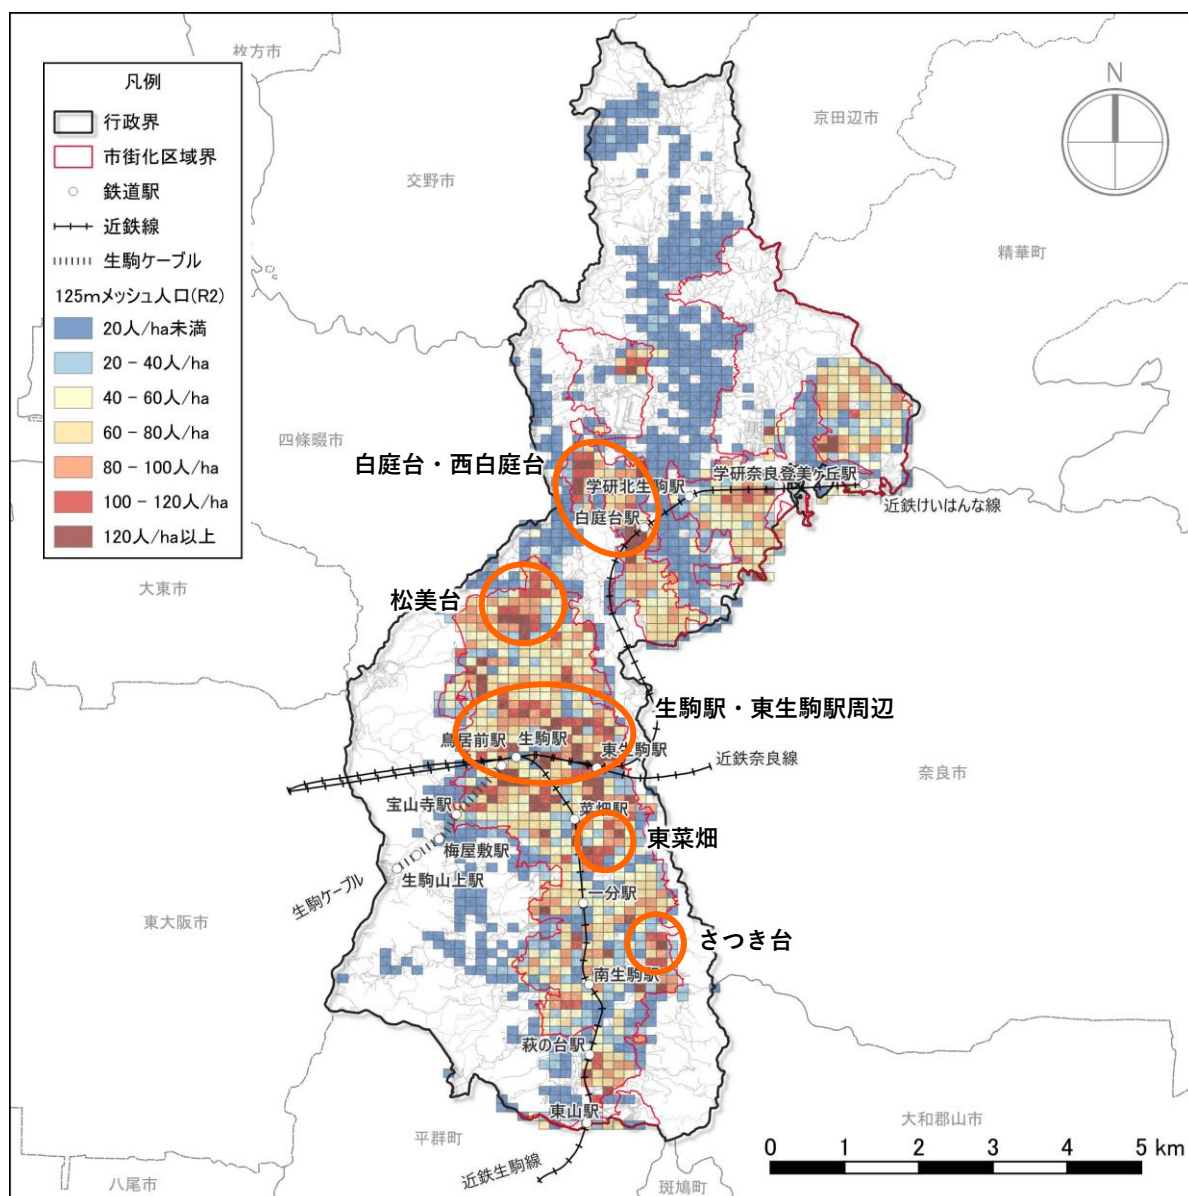 枚方市
凡例
行政界
市街化区域界
鉄道駅
近鉄線
生駒ケーブル
125mメッシュ人口(R2)
20人/ha未満
20 - 40人/ha
40 - 60人/ha
60 - 80人/ha
80 - 100人/ha
100 - 120人/ha
120人/ha以上
N
京田辺市
交野市
精華町
四條畷市
白庭台・西白庭台
学研北生駒駅
学研奈良登美ヶ丘駅
白庭台駅
近鉄けいはんな線
大東市
松美台
生駒駅・東生駒駅周辺
鳥居前駅
生駒駅
東生駒駅
近鉄奈良線
奈良市
宝山寺駅
菜畑駅
東菜畑
梅屋敷駅
生駒山上駅
生駒ケーブル
一分駅
東大阪市
さつき台
南生駒駅
萩の台駅
東山駅
平群町
大和郡山市
0 1 2 3 4 5 km
近鉄生駒線
八尾市
斑鳩町